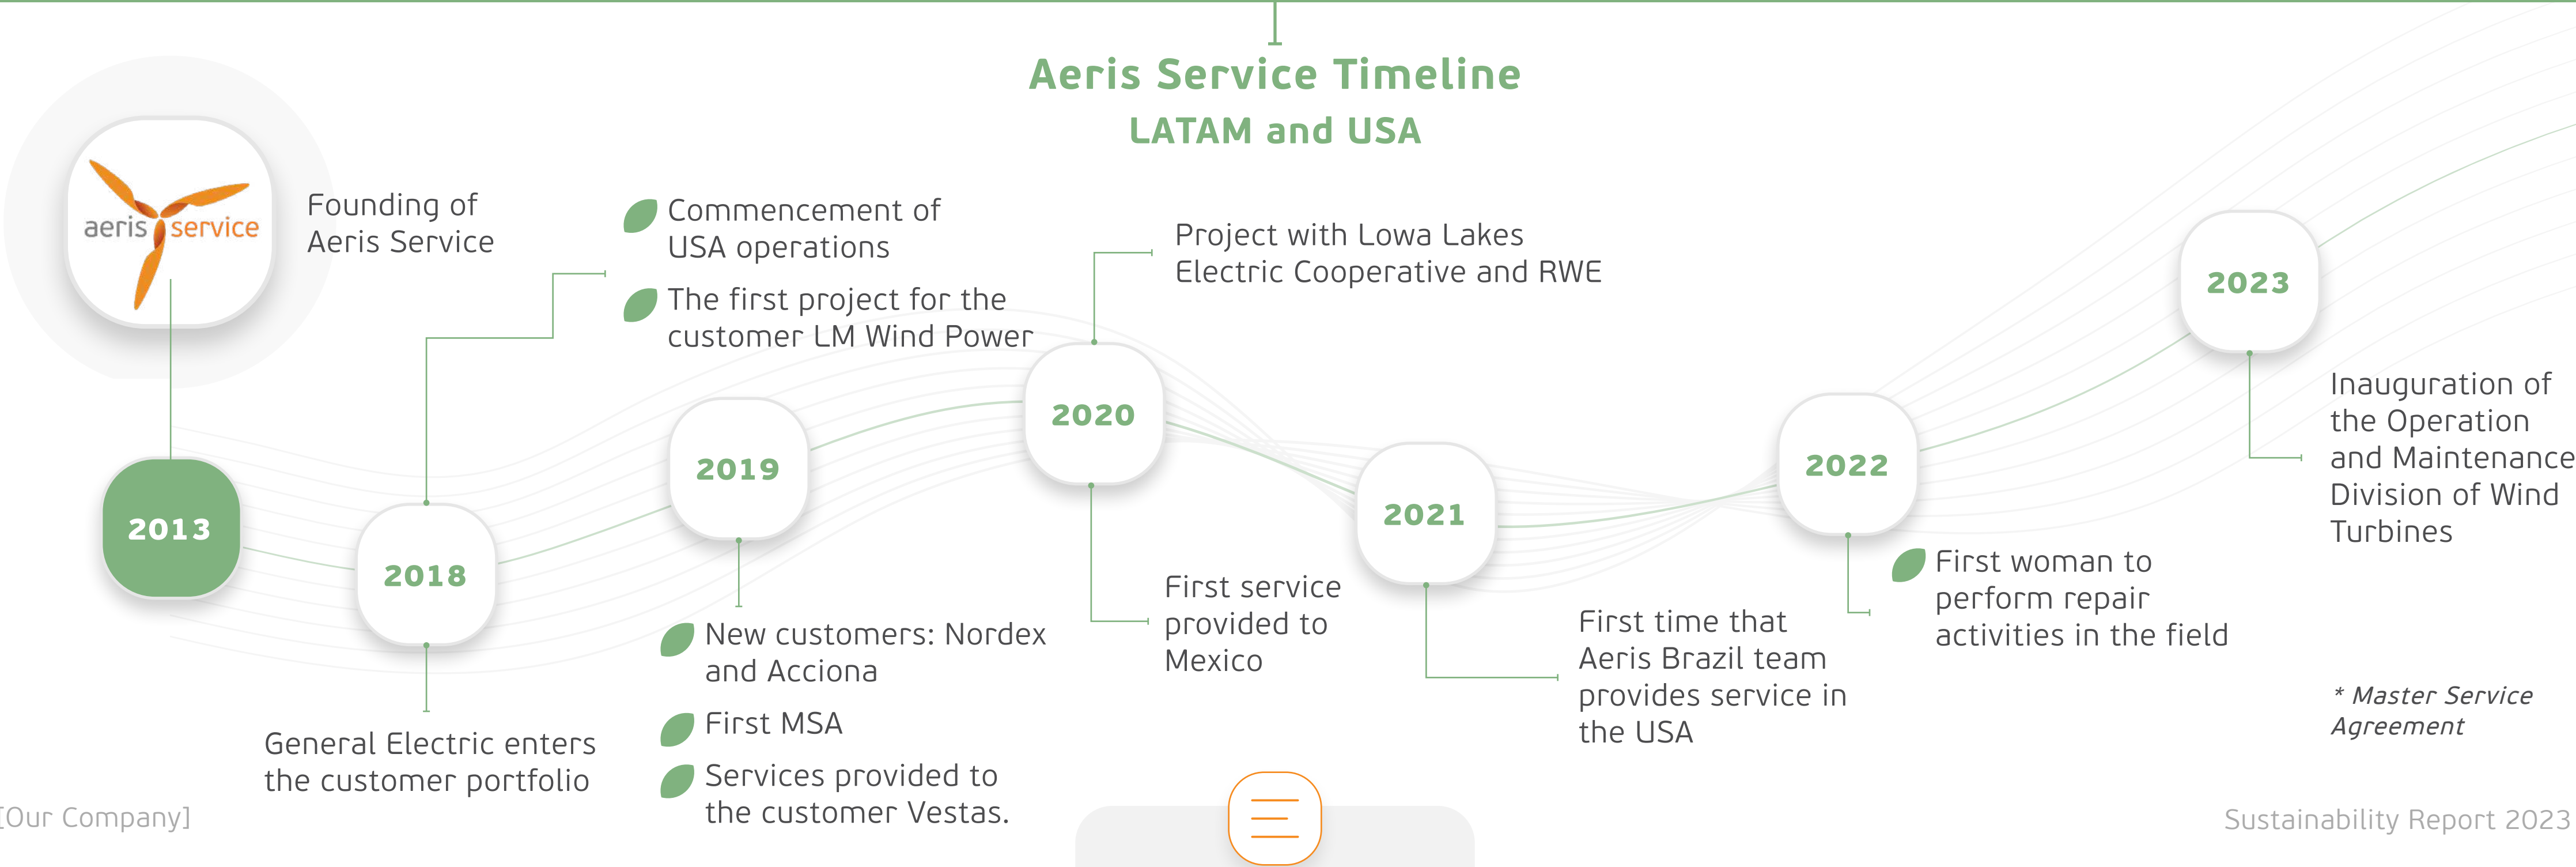 Aeris Service Timeline
LATAM and USA
aeris service
Founding of
Aeris Service
2013
2018
Commencement of
USA operations
The first project for the
customer LM Wind Power
General Electric enters
the customer portfolio
2019
New customers: Nordex
and Acciona
First MSA
Services provided to
the customer Vestas.
2020
Project with Lowa Lakes
Electric Cooperative and RWE
First service
provided to
Mexico
2021
First time that
Aeris Brazil team
provides service in
the USA
2022
First woman to
perform repair
activities in the field
2023
Inauguration of
the Operation
and Maintenance
Division of Wind
Turbines
* Master Service
Agreement
[Our Company]
Sustainability Report 2023